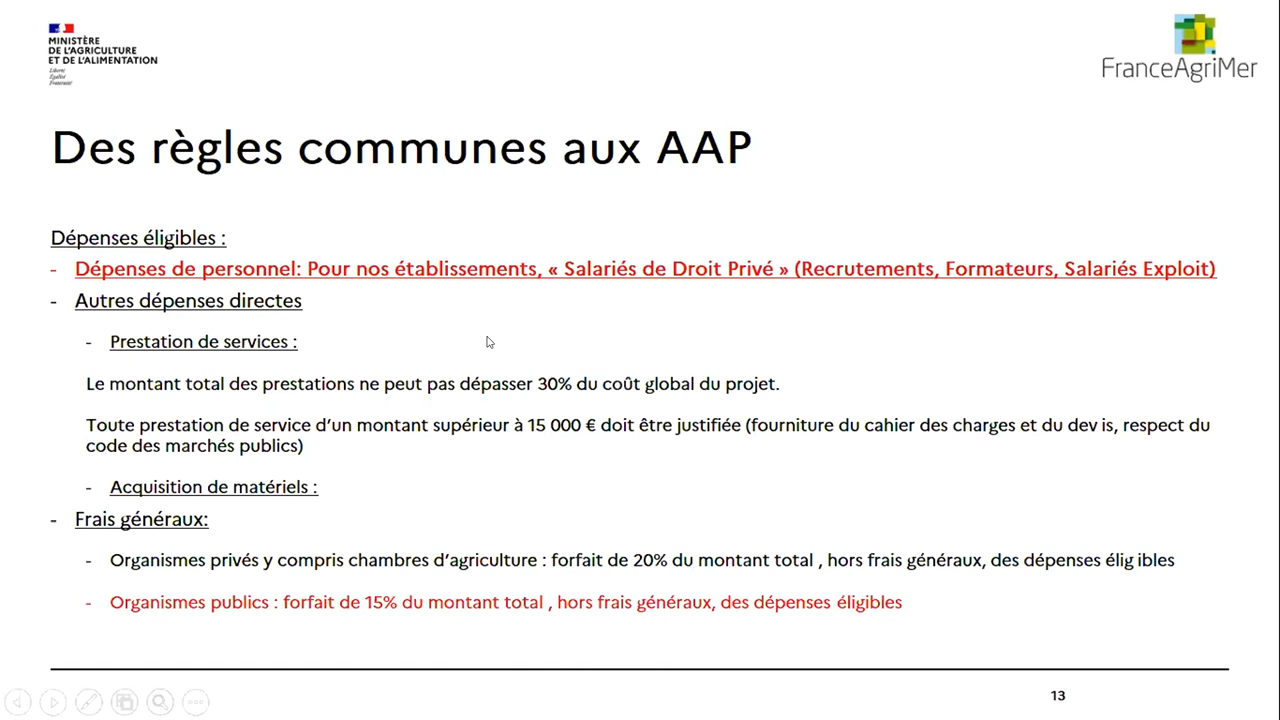 MINISTÈRE
DE L'AGRICULTURE
ET DE L'ALIMENTATION
Liberté
Égalité
Fraternité
FranceAgriMer
Des règles communes aux AAP
Dépenses éligibles :
- Dépenses de personnel: Pour nos établissements, « Salariés de Droit Privé » (Recrutements, Formateurs, Salariés Exploit)
- Autres dépenses directes
- Prestation de services :
Le montant total des prestations ne peut pas dépasser 30% du coût global du projet.
Toute prestation de service d'un montant supérieur à 15 000 € doit être justifiée (fourniture du cahier des charges et du dev is, respect du
code des marchés publics)
- Acquisition de matériels :
- Frais généraux:
- Organismes privés y compris chambres d'agriculture : forfait de 20% du montant total , hors frais généraux, des dépenses élig ibles
- Organismes publics : forfait de 15% du montant total , hors frais généraux, des dépenses éligibles
13